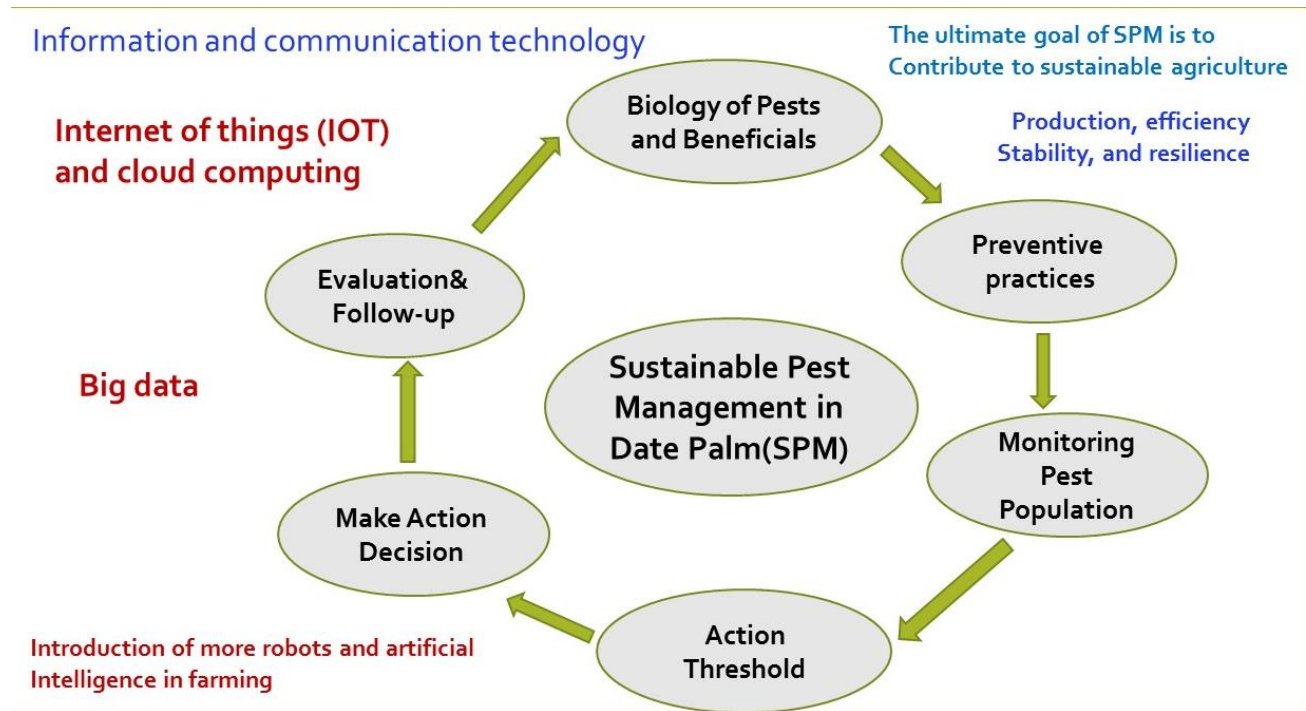 Information and communication technology
The ultimate goal of SPM is to
Contribute to sustainable agriculture
Internet of things (IOT)
and cloud computing
Biology of Pests
and Beneficials
Production, efficiency
Stability, and resilience
Evaluation&
Follow-up
Preventive
practices
Big data
Sustainable Pest
Management in
Date Palm(SPM)
Monitoring
Pest
Population
Make Action
Decision
Action
Threshold
Introduction of more robots and artificial
Intelligence in farming